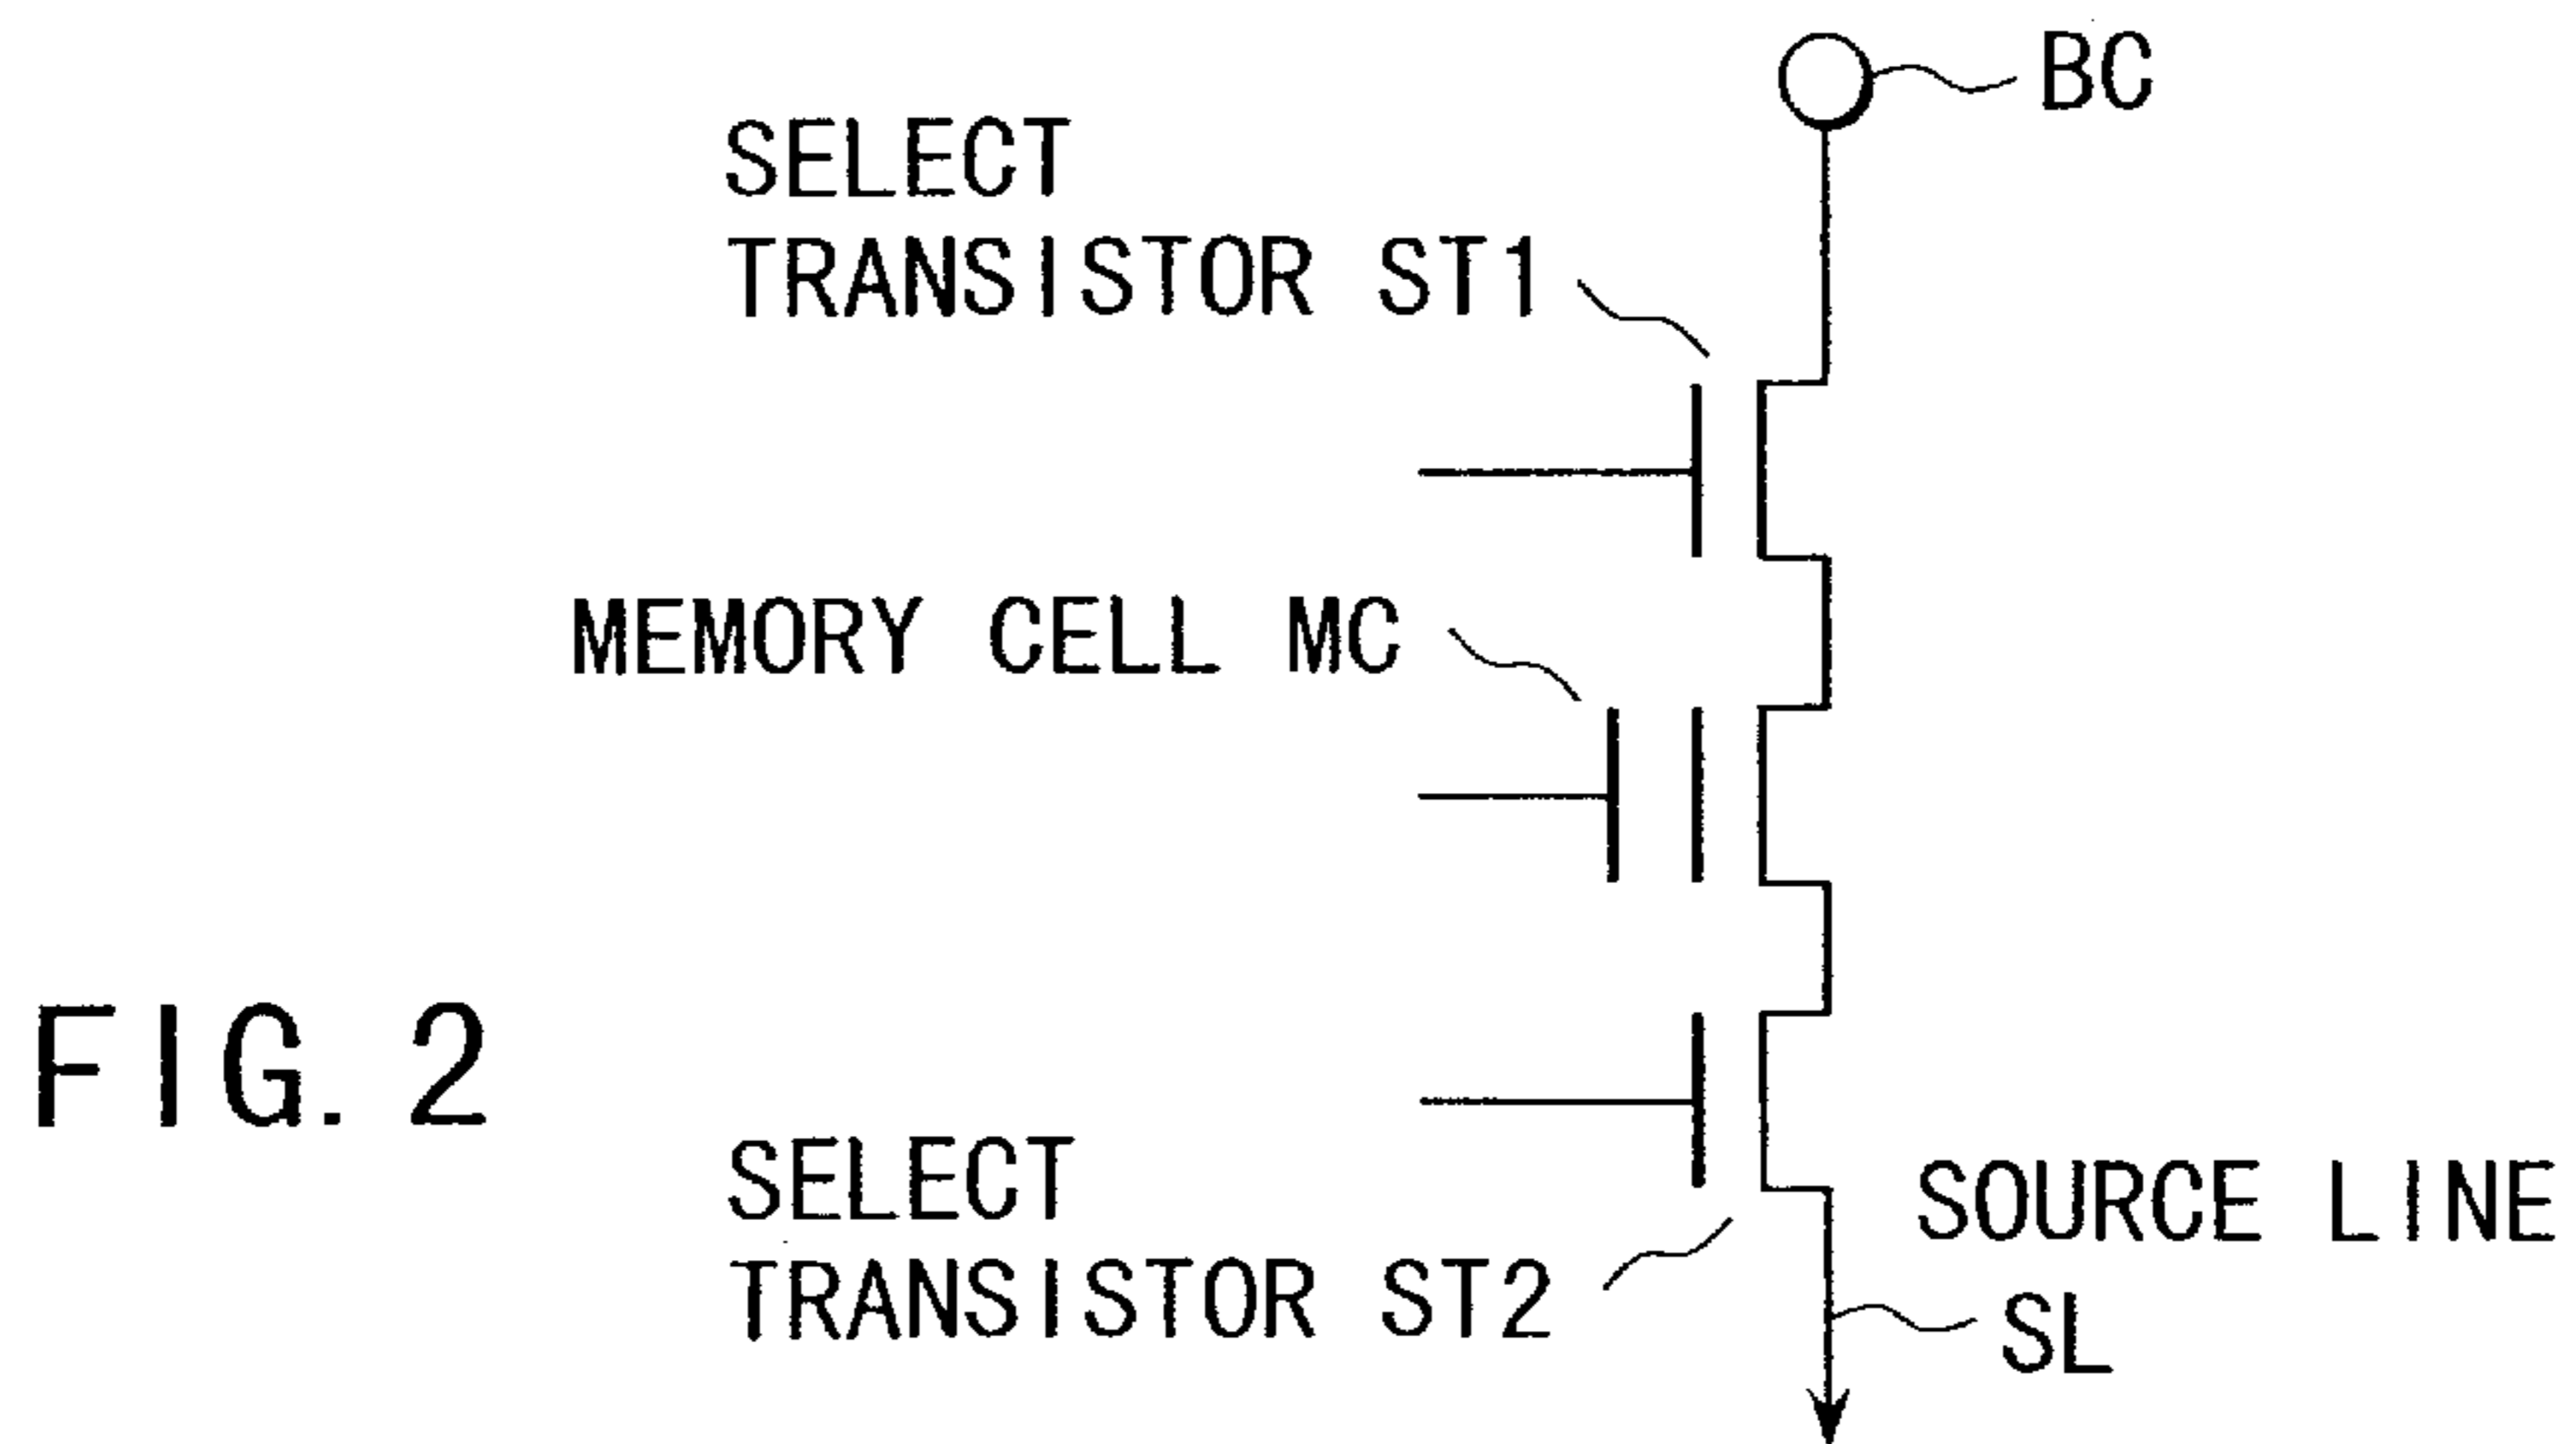 BC
SELECT
TRANSISTOR ST1
MEMORY CELL MC
FIG. 2
SELECT
TRANSISTOR ST2
SOURCE LINE
SL